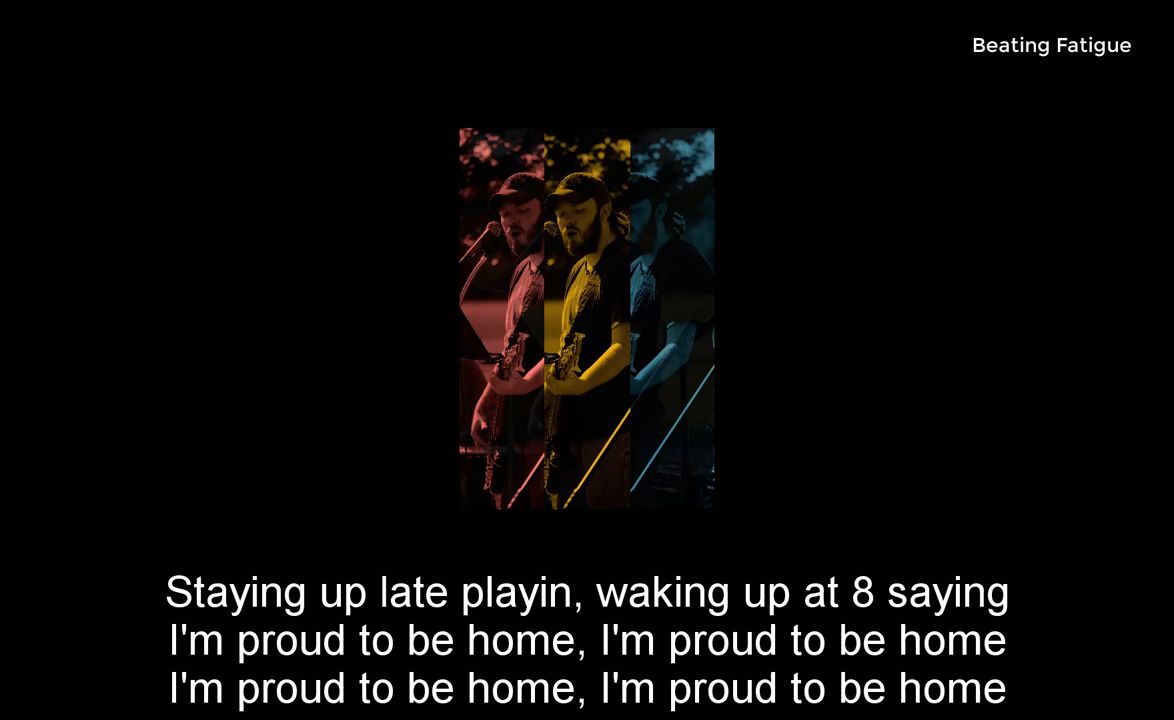 Beating Fatigue
Staying up late playin, waking up at 8 saying
I'm proud to be home, I'm proud to be home
I'm proud to be home, I'm proud to be home